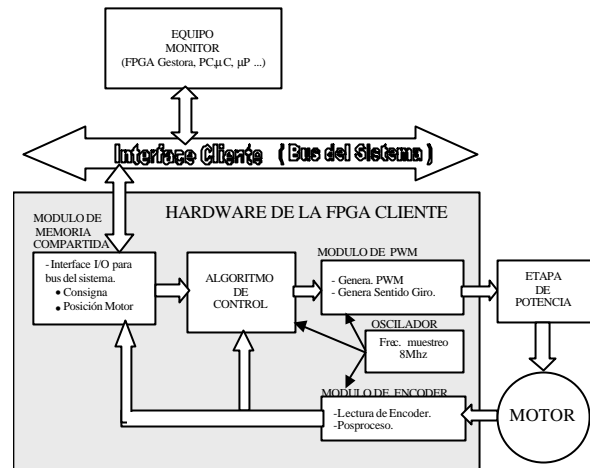 EQUIPO
MONITOR
(FPGA Gestora, PC,μC, μP ...)
Interface Cliente ( Bus del Sistema )
HARDWARE DE LA FPGA CLIENTE
MODULO DE
MEMORIA
COMPARTIDA
- Interface I/O para
bus del sistema.
• Consigna
• Posición Motor
ALGORITMO
DE
CONTROL
MODULO DE PWM
- Genera. PWM
- Genera Sentido Giro.
ETAPA
DE
POTENCIA
OSCILADOR
Frec. muestreo
8Mhz
MODULO DE ENCODER
-Lectura de Encoder.
-Posproceso.
MOTOR